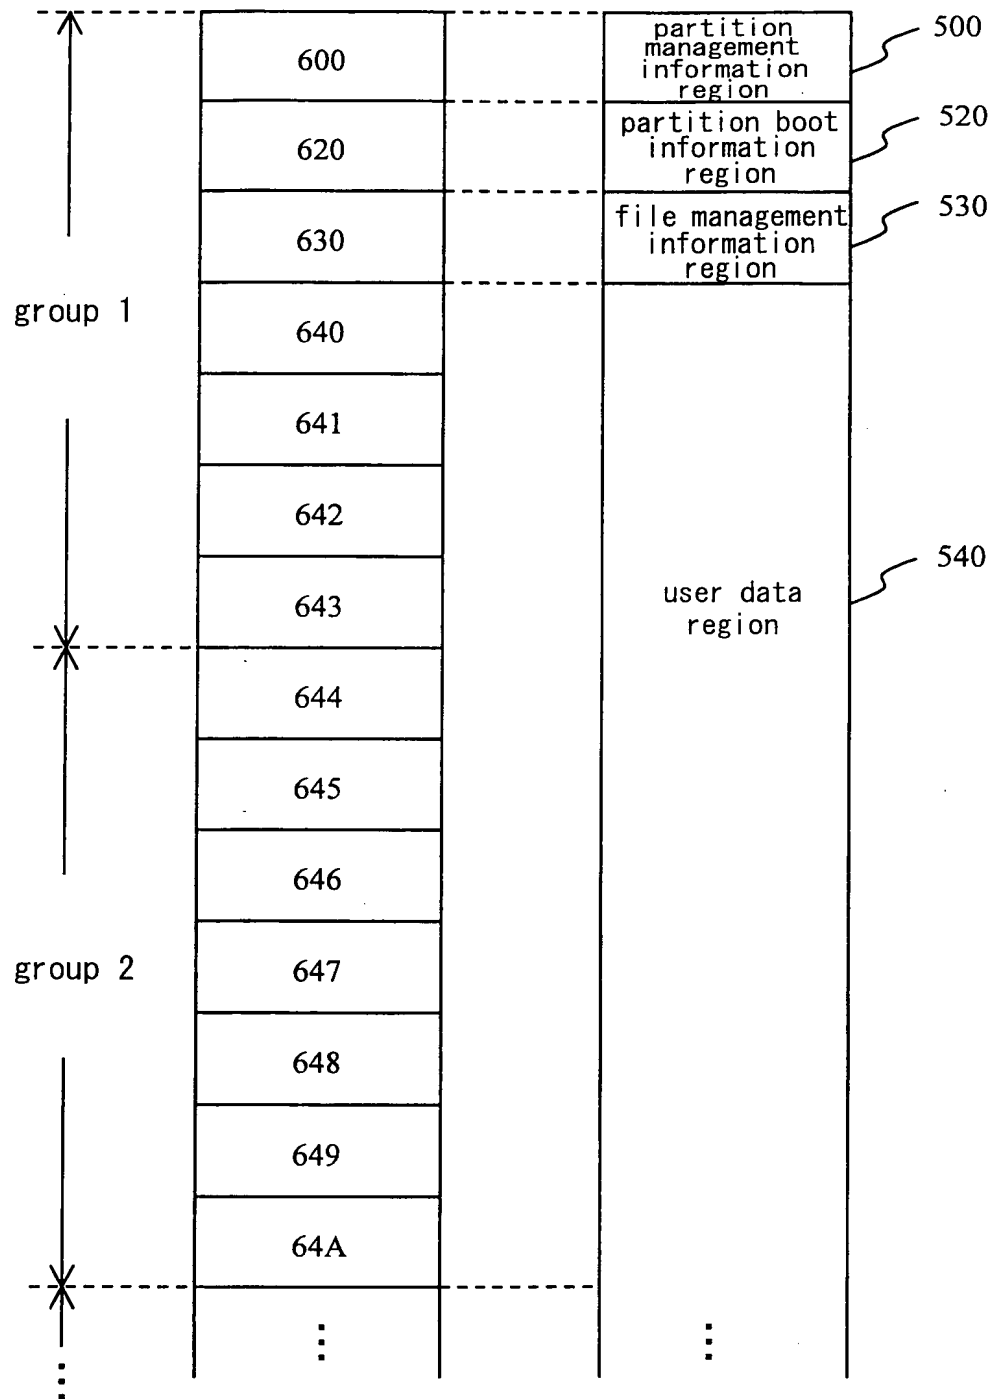 partition
management
information
region
500
600
partition boot
information
region
520
620
file management
information
region
530
630
group 1
640
641
642
643
user data
region
540
644
645
646
647
group 2
648
649
64A